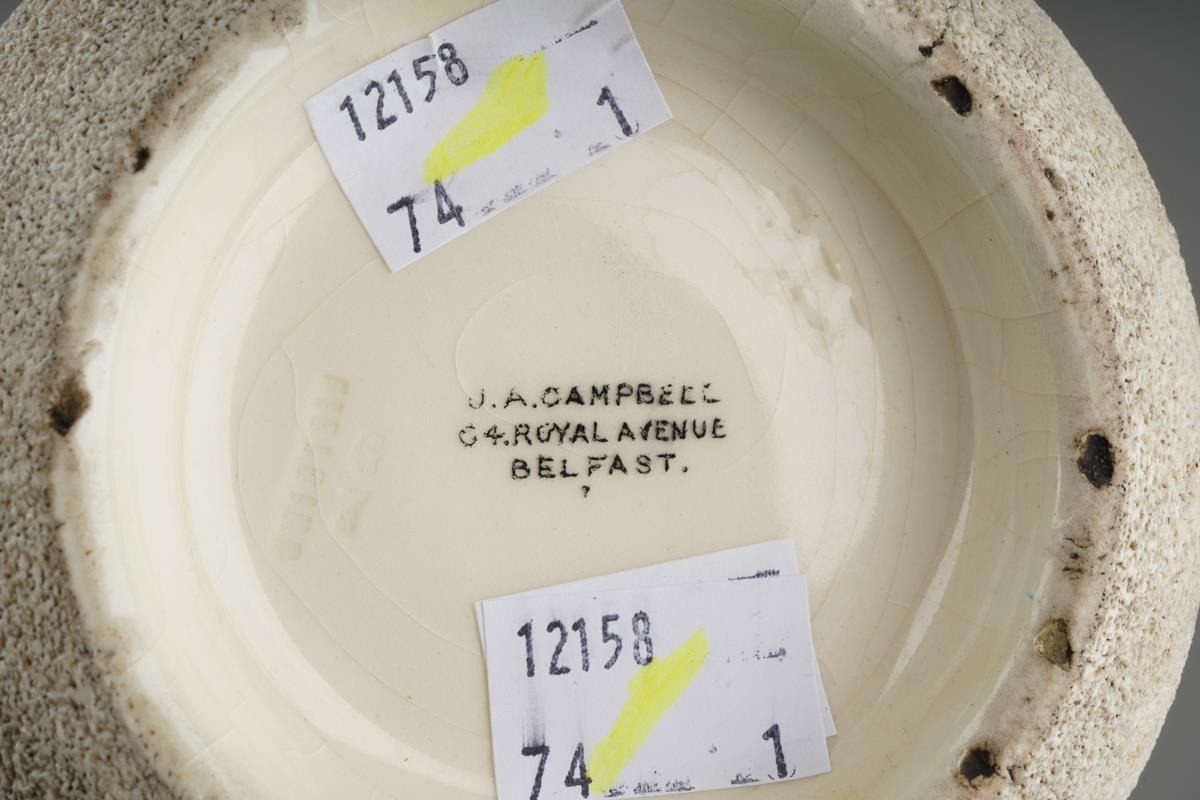 12158
1
74
J.A.CAMPBELL
64.ROYAL AVENUE
BELFAST.
12158
74
1